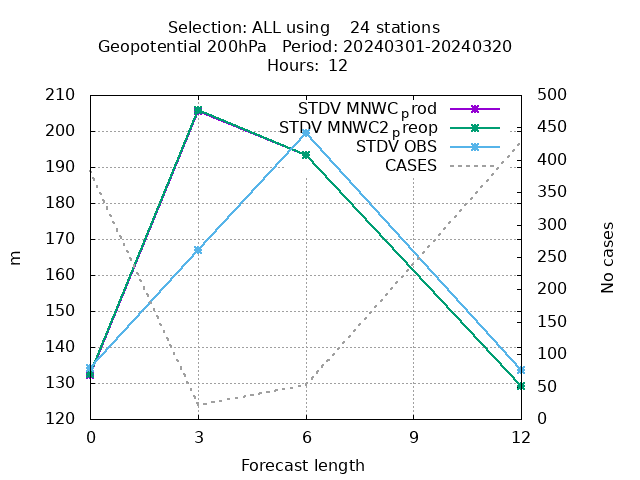 Selection: ALL using    24 stations
Geopotential 200hPa   Period: 20240301-20240320
Hours:  12
210 500
STDV MNWCprod
STDV MNWC2preop
STDV OBS
CASES
200 450
190 400
180 350
170 300
160 250
150 200
140 150
130 100
120 50
0
m
No cases
0 3 6 9 12
Forecast length